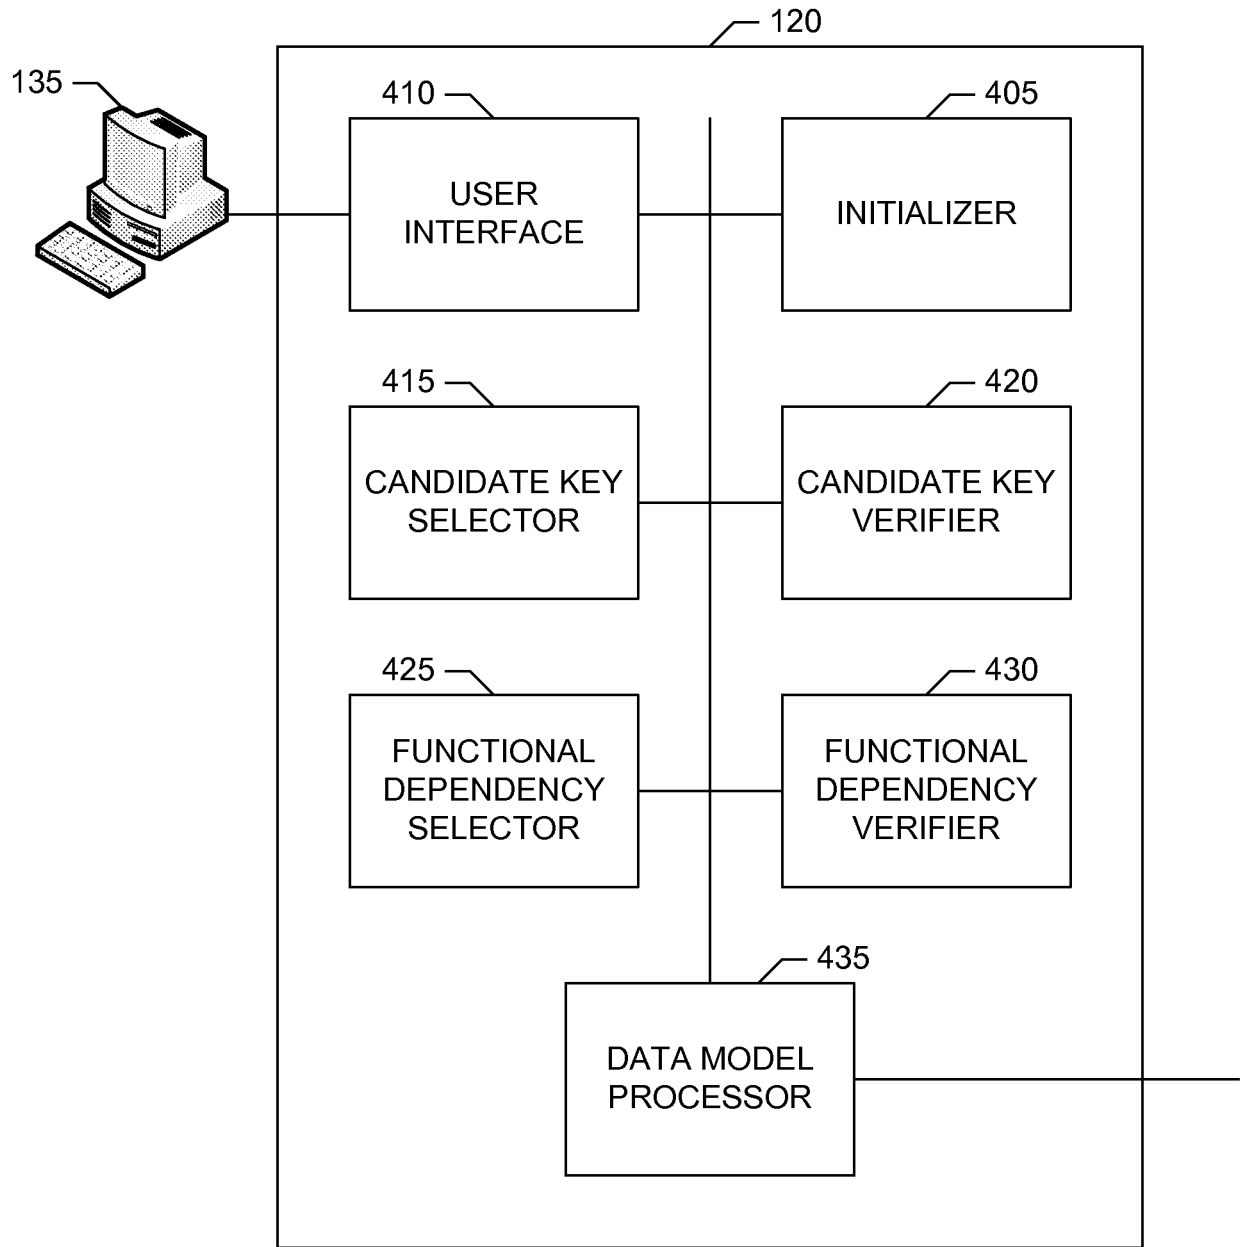 120
135
410
405
USER
INTERFACE
INITIALIZER
415
420
CANDIDATE KEY
SELECTOR
CANDIDATE KEY
VERIFIER
425
430
FUNCTIONAL
DEPENDENCY
SELECTOR
FUNCTIONAL
DEPENDENCY
VERIFIER
435
DATA MODEL
PROCESSOR